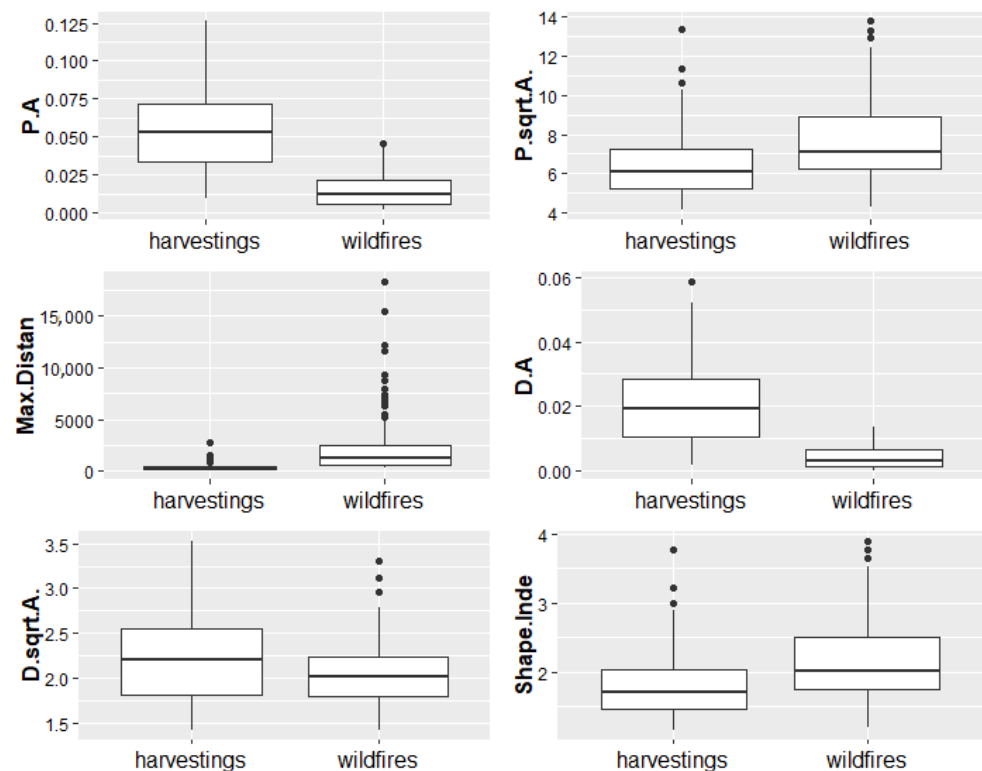 P.A
0.125
0.100
0.075
0.050
0.025
0.000
harvestings wildfires
P.sqrt.A.
14
12
10
8
6
4
harvestings wildfires
Max.Distan
15,000
10,000
5000
0
harvestings wildfires
D.A
0.06
0.04
0.02
0.00
harvestings wildfires
D.sqrt.A.
3.5
3.0
2.5
2.0
1.5
harvestings wildfires
Shape.Inde
4
3
2
harvestings wildfires